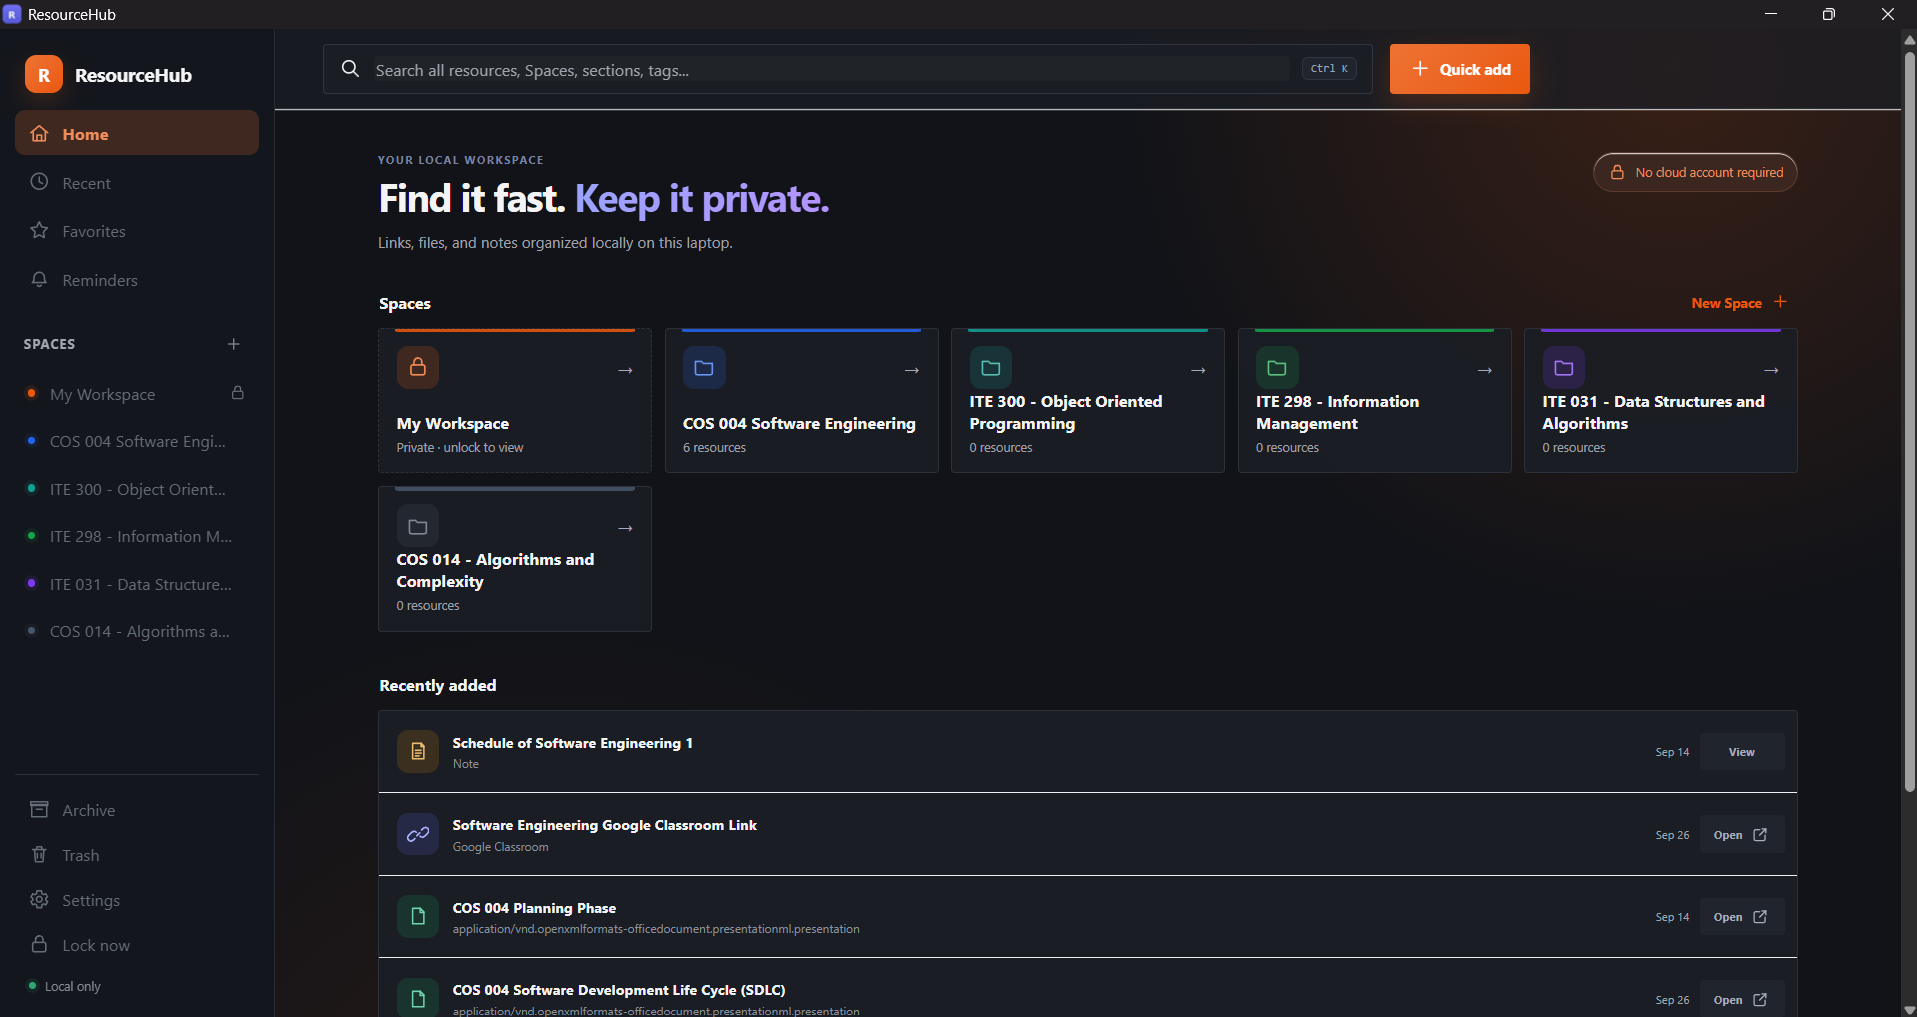 R ResourceHub
R ResourceHub
Home
Recent
Favorites
Reminders
SPACES
My Workspace
COS 004 Software Engi...
ITE 300 - Object Orient...
ITE 298 - Information M...
ITE 031 - Data Structure...
COS 014 - Algorithms a...
Archive
Trash
Settings
Lock now
Local only
Search all resources, Spaces, sections, tags...
Ctrl K
Quick add
YOUR LOCAL WORKSPACE
Find it fast. Keep it private.
Links, files, and notes organized locally on this laptop.
No cloud account required
Spaces
New Space
My Workspace
Private · unlock to view
COS 004 Software Engineering
6 resources
ITE 300 - Object Oriented
Programming
0 resources
ITE 298 - Information
Management
0 resources
ITE 031 - Data Structures and
Algorithms
0 resources
COS 014 - Algorithms and
Complexity
0 resources
Recently added
Schedule of Software Engineering 1
Note
Sep 14
View
Software Engineering Google Classroom Link
Google Classroom
Sep 26
Open
COS 004 Planning Phase
application/vnd.openxmlformats-officedocument.presentationml.presentation
Sep 14
Open
COS 004 Software Development Life Cycle (SDLC)
application/vnd.openxmlformats-officedocument.presentationml.presentation
Sep 26
Open